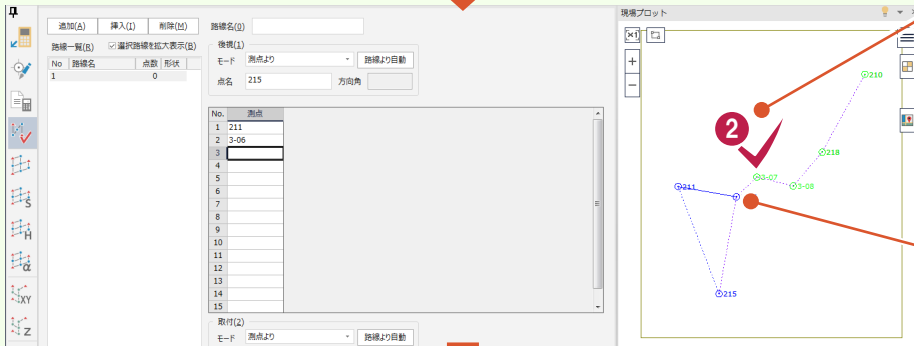 追加(A) 挿入(I) 削除(M)
路線一覧(R) 選択路線を拡大表示(B)
No 路線名 点数 形状
1 0
路線名(0)
後視(1)
モード 測点より 路線より自動
点名 215 方向角
No. 測点
1 211
2 3-06
3
4
5
6
7
8
9
10
11
12
13
14
15
取付(2)
モード 測点より 路線より自動
S
H
α
XY
Z
現場プロット
×1
210
2
218
3-07
3-08
211
215